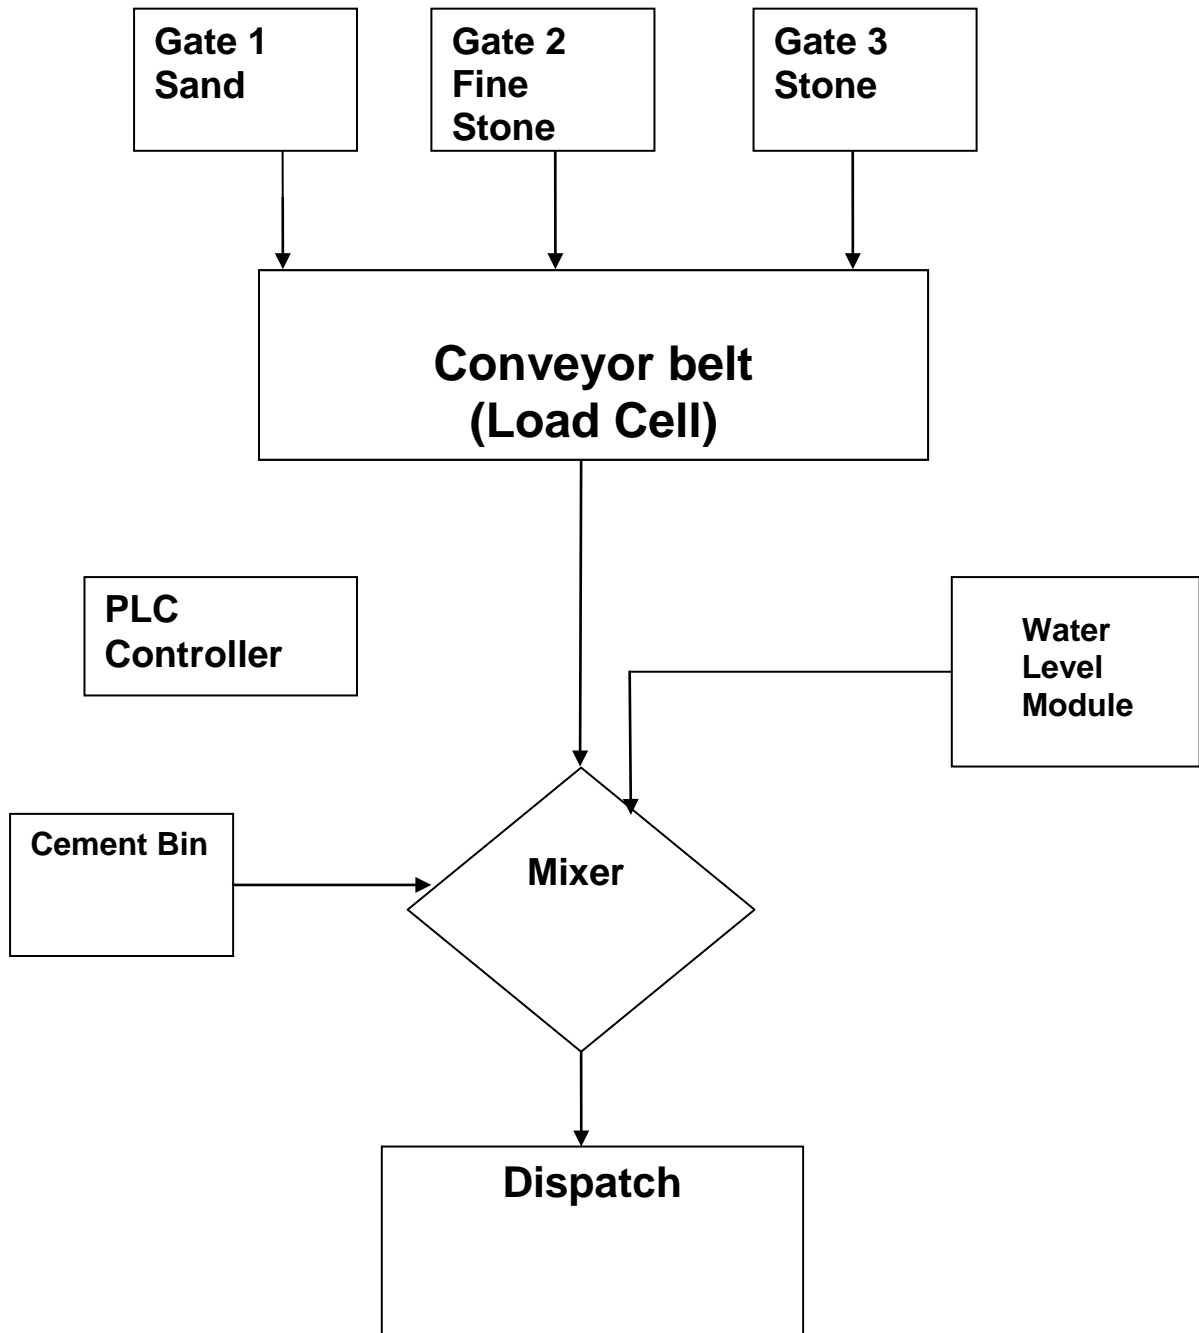 Gate 1
Sand
Gate 2
Fine
Stone
Gate 3
Stone
Conveyor belt
(Load Cell)
PLC
Controller
Water
Level
Module
Cement Bin
Mixer
Dispatch